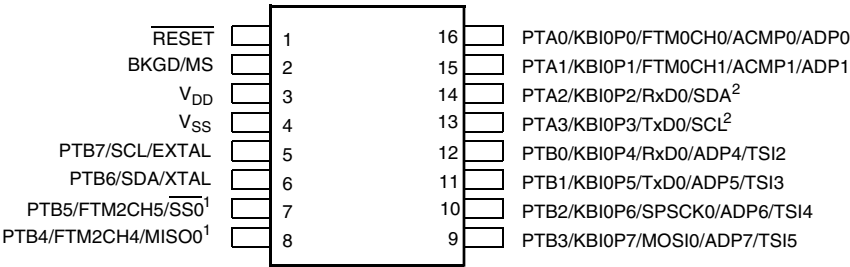 RESET 1 16 PTA0/KBI0P0/FTM0CH0/ACMP0/ADP0
BKGD/MS 2 15 PTA1/KBI0P1/FTM0CH1/ACMP1/ADP1
VDD 3 14 PTA2/KBI0P2/RxD0/SDA2
VSS 4 13 PTA3/KBI0P3/TxD0/SCL2
PTB7/SCL/EXTAL 5 12 PTB0/KBI0P4/RxD0/ADP4/TSI2
PTB6/SDA/XTAL 6 11 PTB1/KBI0P5/TxD0/ADP5/TSI3
PTB5/FTM2CH5/SS01 7 10 PTB2/KBI0P6/SPSCK0/ADP6/TSI4
PTB4/FTM2CH4/MISO01 8 9 PTB3/KBI0P7/MOSI0/ADP7/TSI5